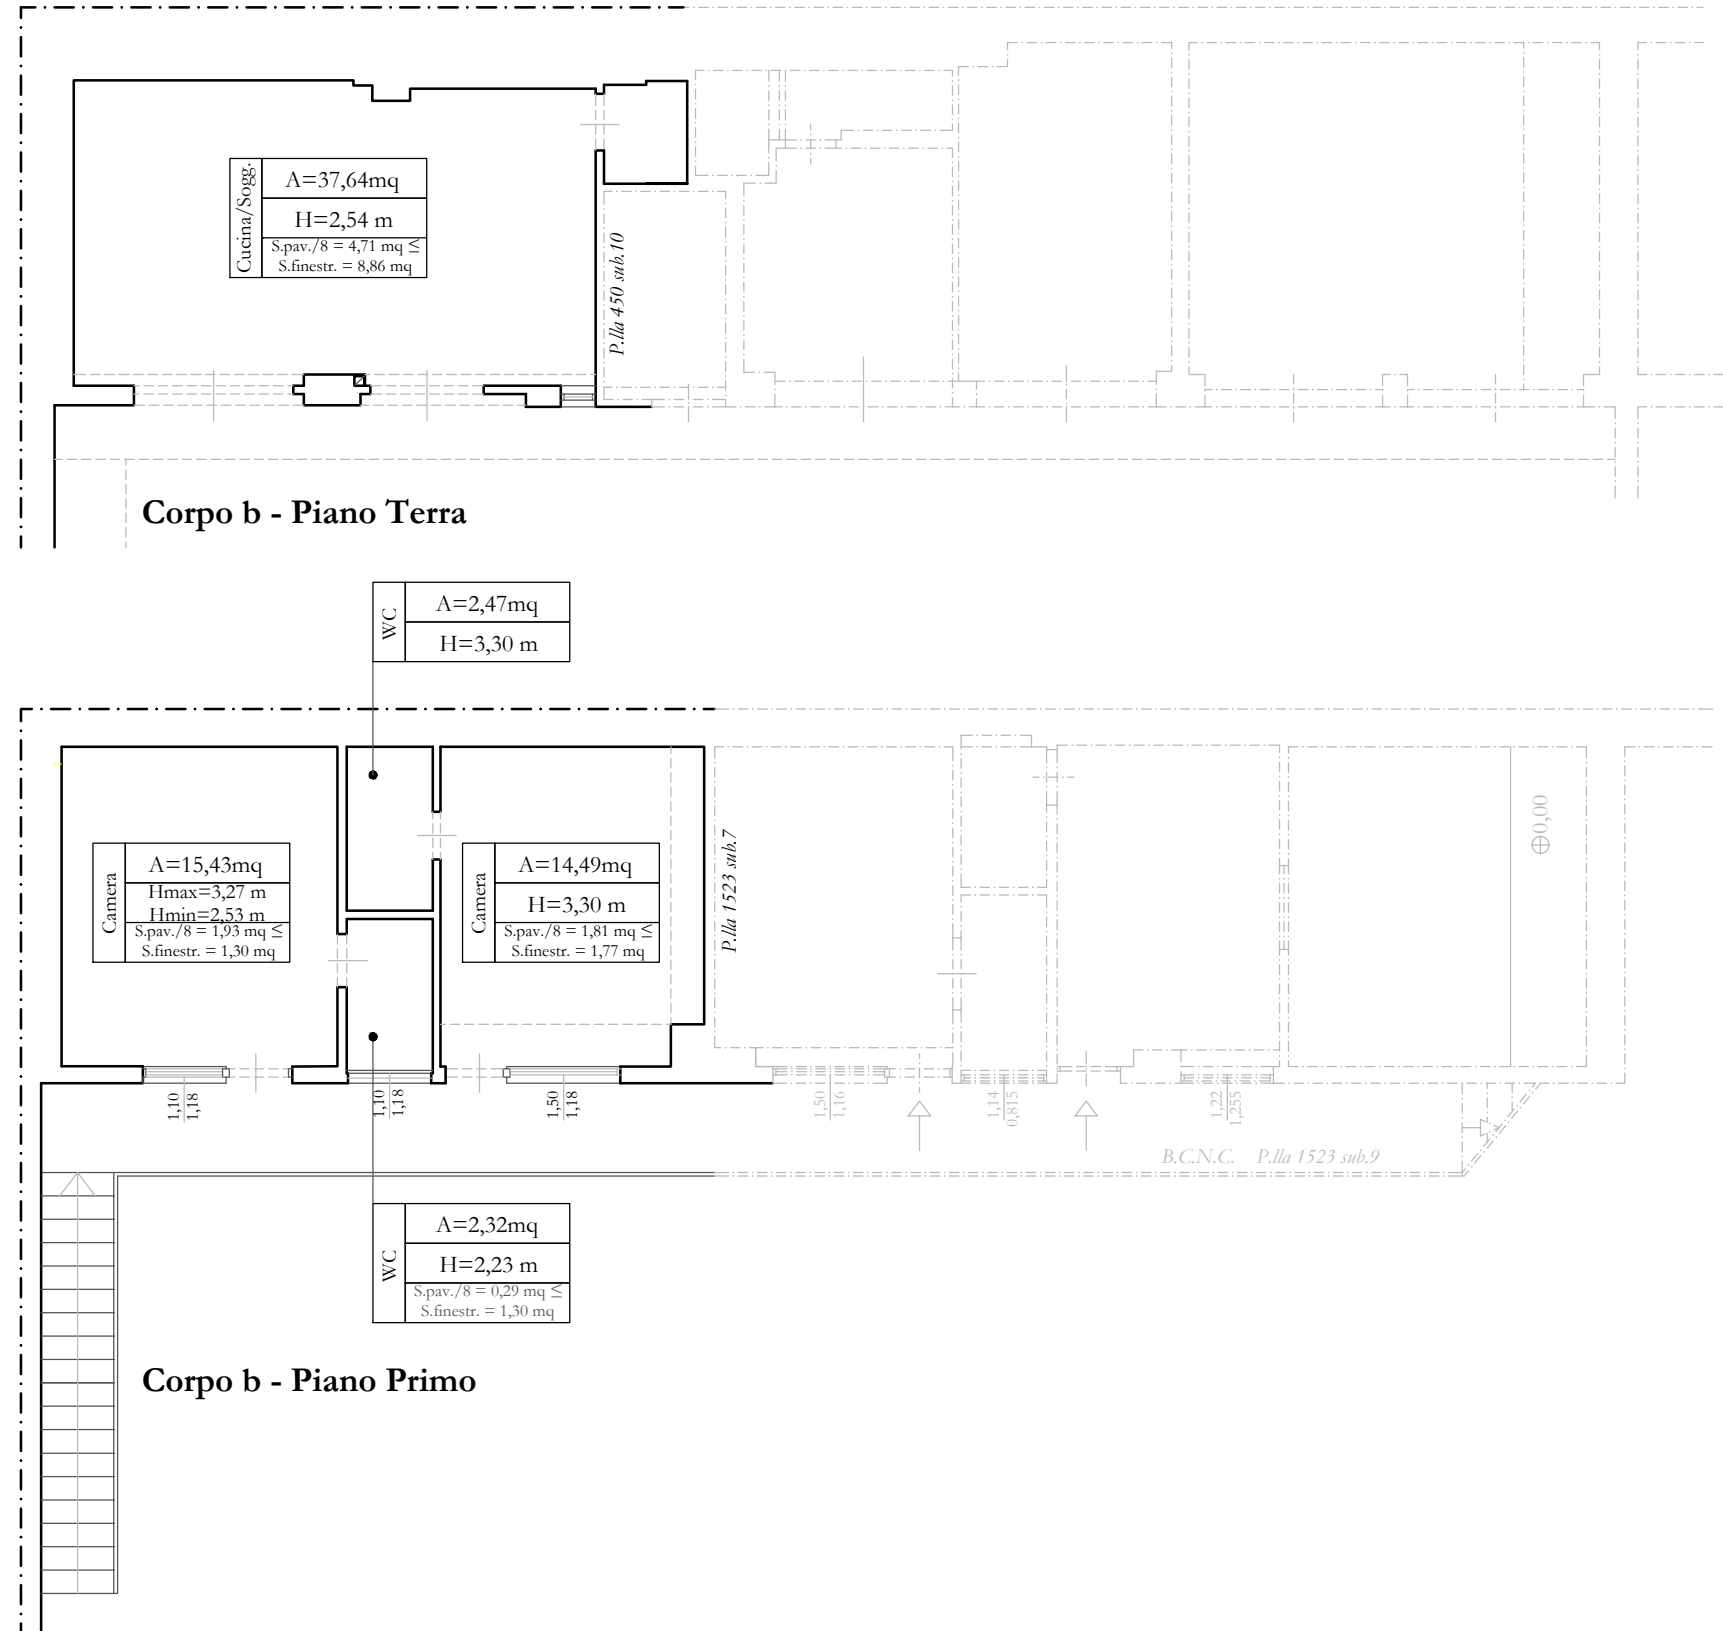 Cucina/Sogg.
A=37,64mq
H=2,54 m
S.pav./8 = 4,71 mq ≤
S.finestr. = 8,86 mq
P.lla 450 sub.10
Corpo b - Piano Terra
WC
A=2,47mq
H=3,30 m
Camera
A=15,43mq
Hmax=3,27 m
Hmin=2,53 m
S.pav./8 = 1,93 mq ≤
S.finestr. = 1,30 mq
Camera
A=14,49mq
H=3,30 m
S.pav./8 = 1,81 mq ≤
S.finestr. = 1,77 mq
P.lla 1523 sub.7
0,00
1,10
1,18
1,10
1,18
1,50
1,18
1,50
1,16
1,14
0,815
1,22
1,255
B.C.N.C. P.lla 1523 sub.9
WC
A=2,32mq
H=2,23 m
S.pav./8 = 0,29 mq ≤
S.finestr. = 1,30 mq
Corpo b - Piano Primo